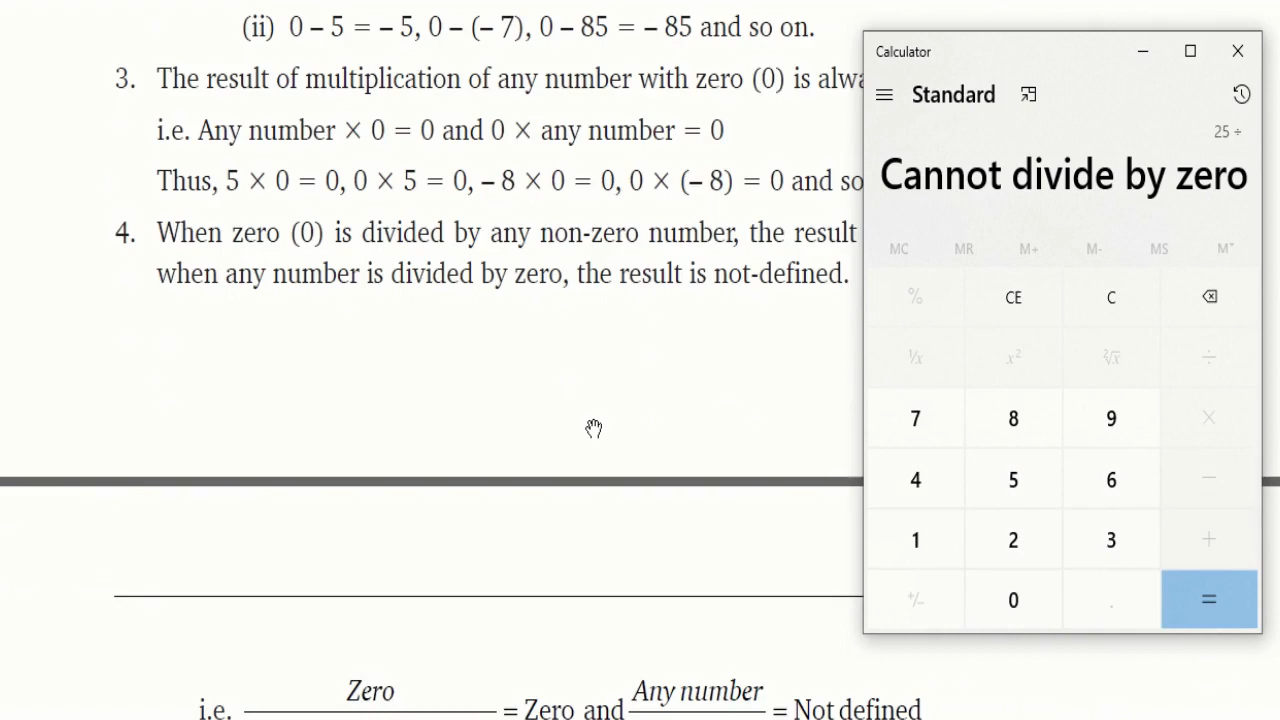 (ii) 0 – 5 = – 5, 0 – (– 7), 0 – 85 = – 85 and so on.
3. The result of multiplication of any number with zero (0) is alwa
i.e. Any number × 0 = 0 and 0 × any number = 0
Thus, 5 × 0 = 0, 0 × 5 = 0, – 8 × 0 = 0, 0 × (– 8) = 0 and so
4. When zero (0) is divided by any non-zero number, the result
when any number is divided by zero, the result is not-defined.
Zero Any number
i.e. = Zero and = Not defined
Calculator
Standard
25 ÷
Cannot divide by zero
MC MR M+ M- MS M˅
% CE C
¹/x x² ²√x ÷
7 8 9 ×
4 5 6 −
1 2 3 +
+/− 0 . =